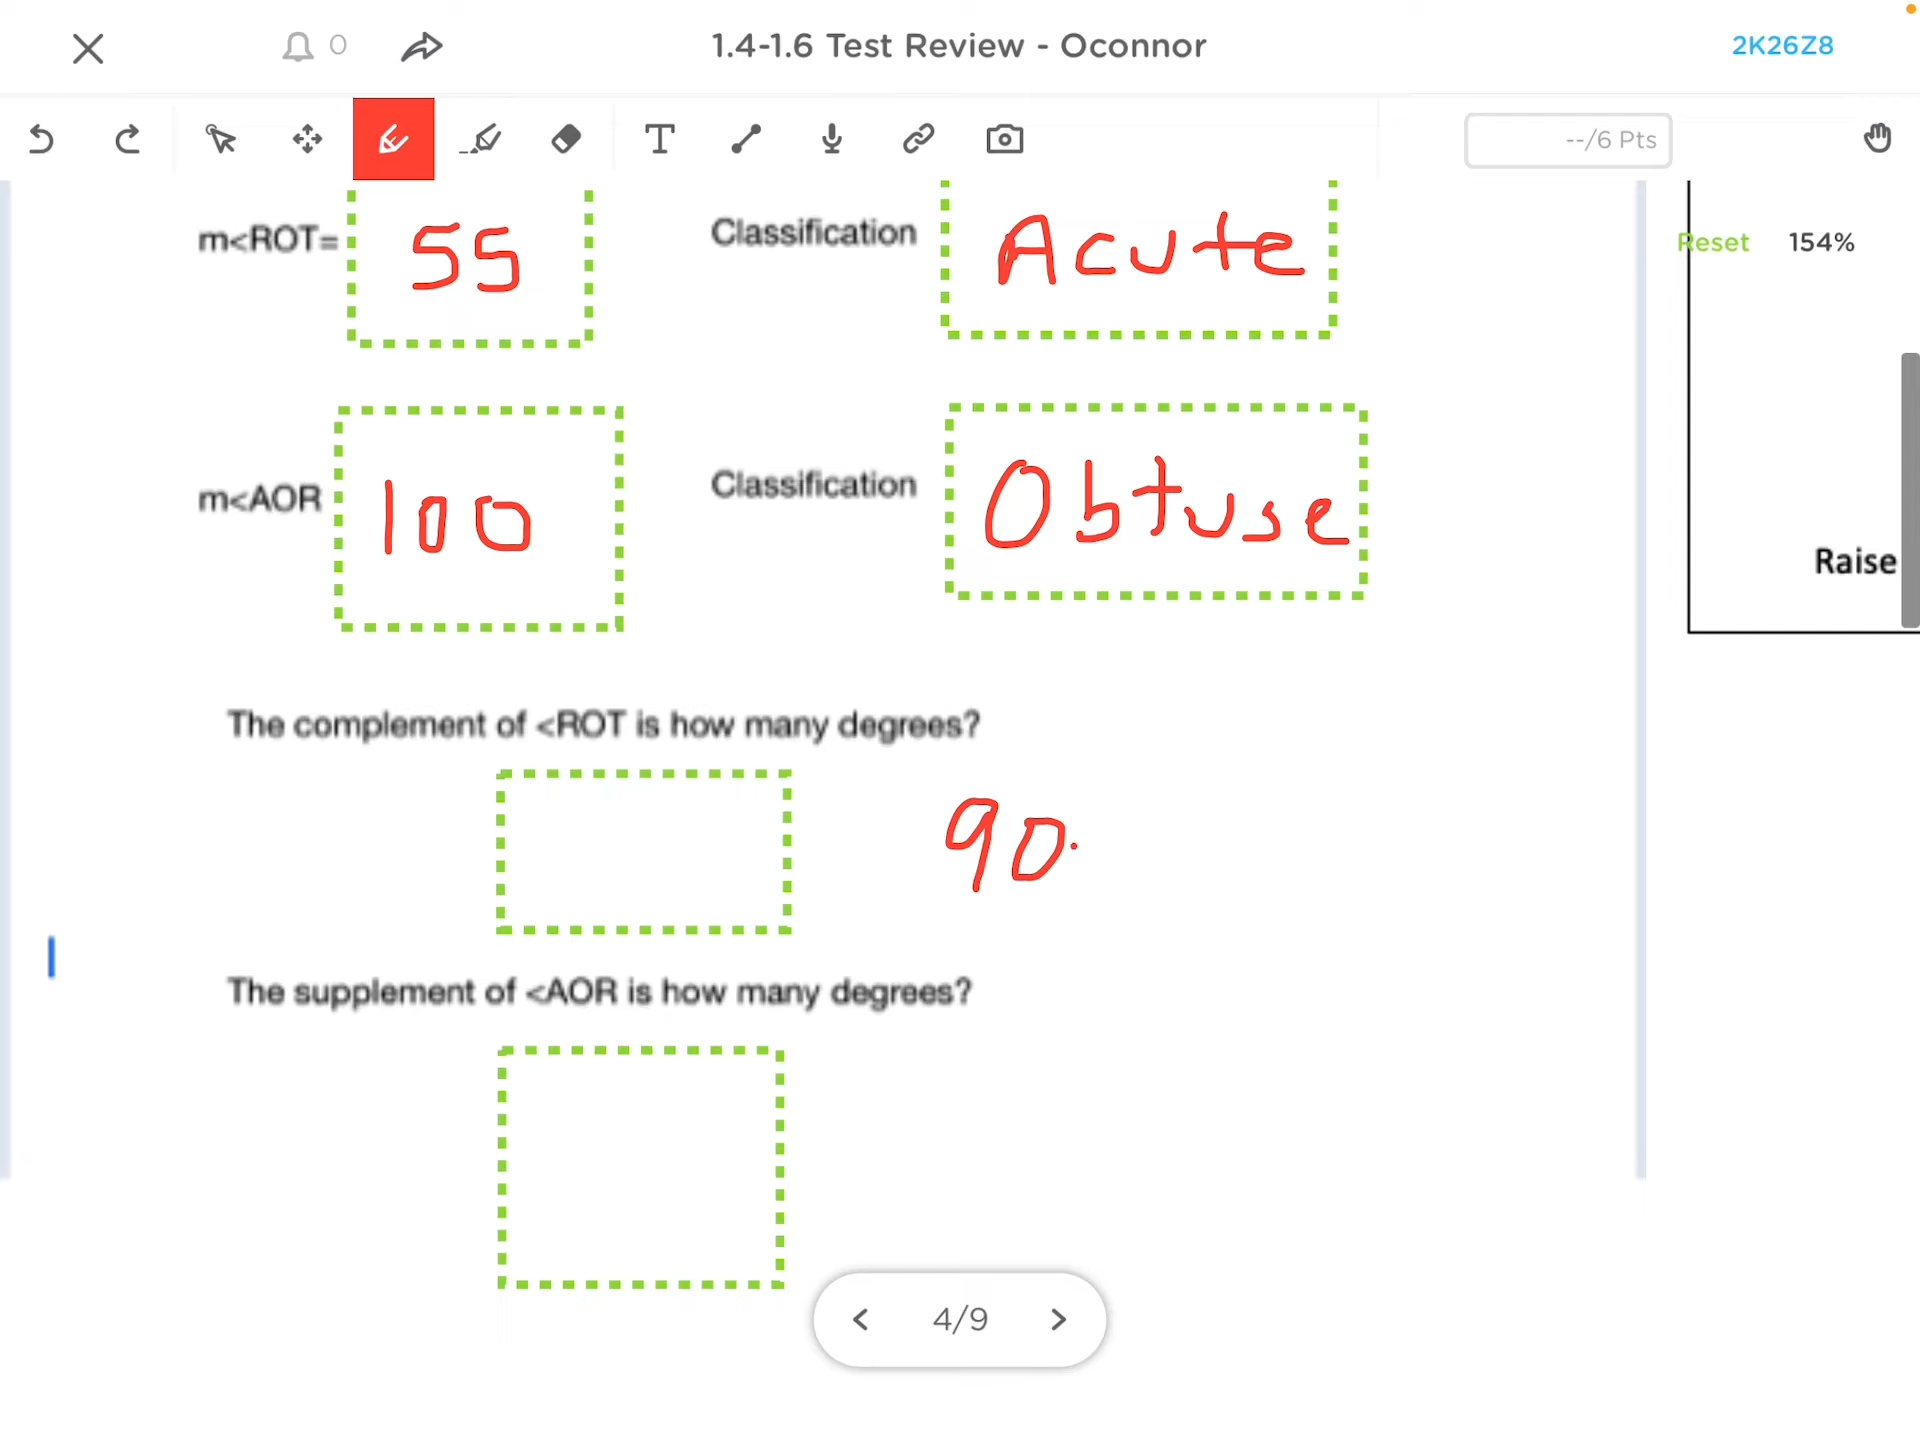 0 1.4-1.6 Test Review - Oconnor 2K26Z8
T --/6 Pts
m<ROT= 55 Classification Acute Reset 154%
m<AOR 100 Classification Obtuse
Raise
The complement of <ROT is how many degrees?
90.
The supplement of <AOR is how many degrees?
< 4/9 >